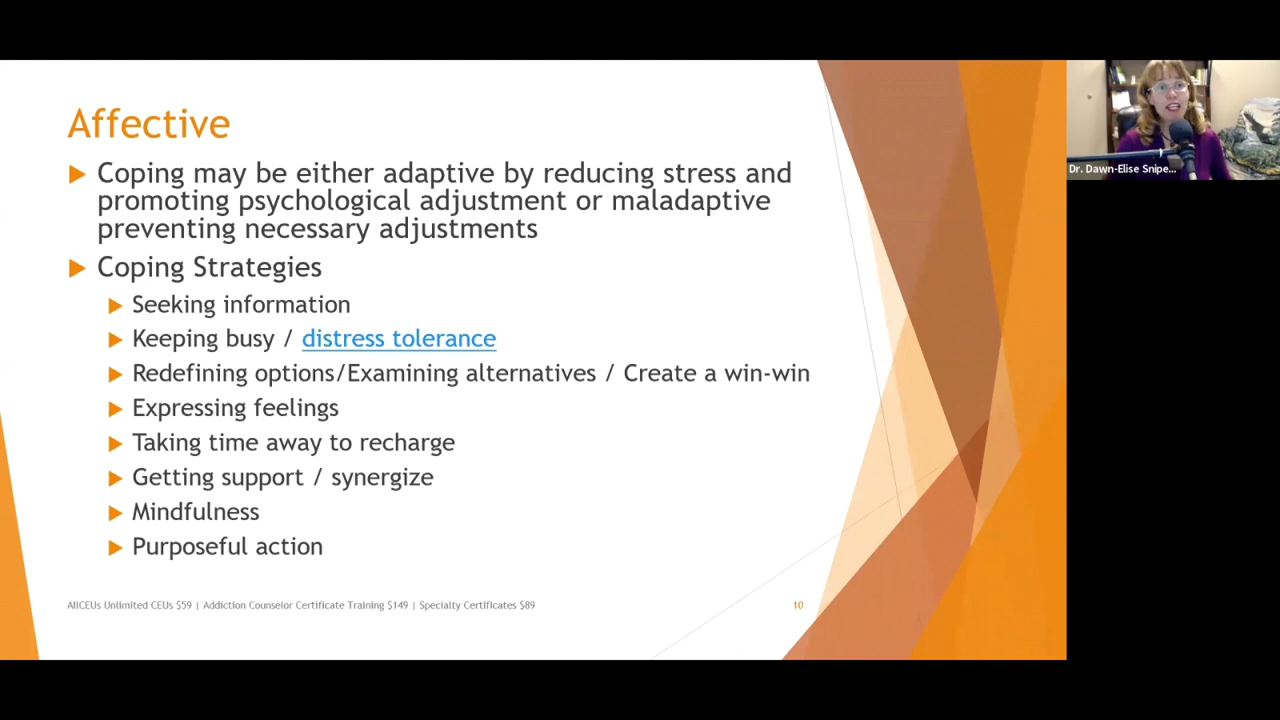 Affective
Coping may be either adaptive by reducing stress and
promoting psychological adjustment or maladaptive
preventing necessary adjustments
Coping Strategies
Seeking information
Keeping busy / distress tolerance
Redefining options/Examining alternatives / Create a win-win
Expressing feelings
Taking time away to recharge
Getting support / synergize
Mindfulness
Purposeful action
AllCEUs Unlimited CEUs $59 | Addiction Counselor Certificate Training $149 | Specialty Certificates $89
10
Dr. Dawn-Elise Snipe...